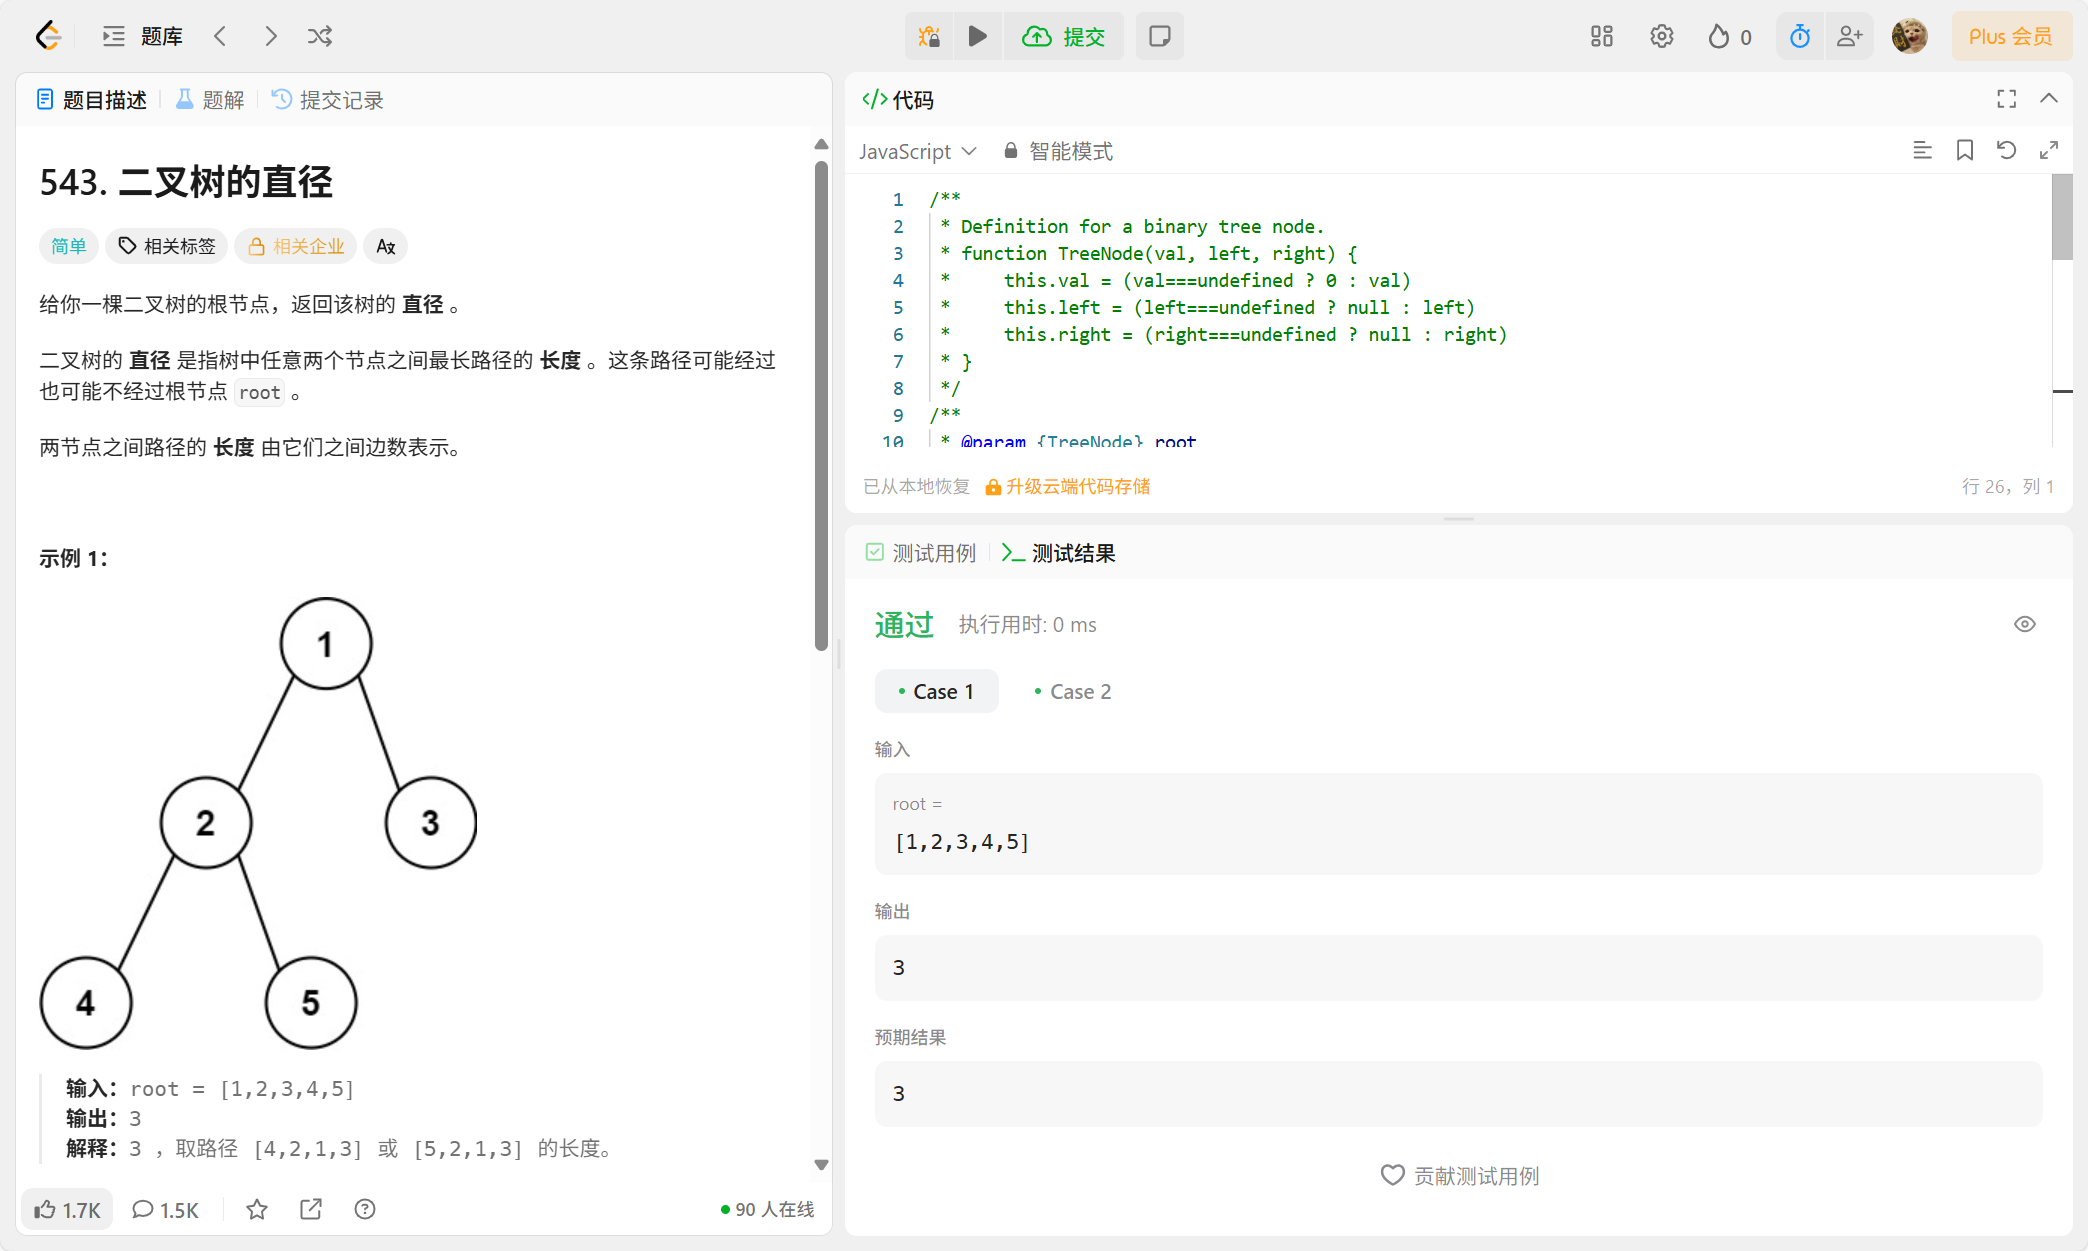 题库
提交
0
Plus 会员
题目描述
题解
提交记录
543. 二叉树的直径
简单
相关标签
相关企业
给你一棵二叉树的根节点，返回该树的 直径 。
二叉树的 直径 是指树中任意两个节点之间最长路径的 长度 。这条路径可能经过
也可能不经过根节点 root 。
两节点之间路径的 长度 由它们之间边数表示。
示例 1：
1
2
3
4
5
输入：root = [1,2,3,4,5]
输出：3
解释：3 ，取路径 [4,2,1,3] 或 [5,2,1,3] 的长度。
1.7K
1.5K
90 人在线
</>代码
JavaScript
智能模式
1 /**
2 * Definition for a binary tree node.
3 * function TreeNode(val, left, right) {
4 *     this.val = (val===undefined ? 0 : val)
5 *     this.left = (left===undefined ? null : left)
6 *     this.right = (right===undefined ? null : right)
7 * }
8 */
9 /**
10 * @param {TreeNode} root
已从本地恢复
升级云端代码存储
行 26，列 1
测试用例
测试结果
通过
执行用时: 0 ms
Case 1
Case 2
输入
root =
[1,2,3,4,5]
输出
3
预期结果
3
贡献测试用例